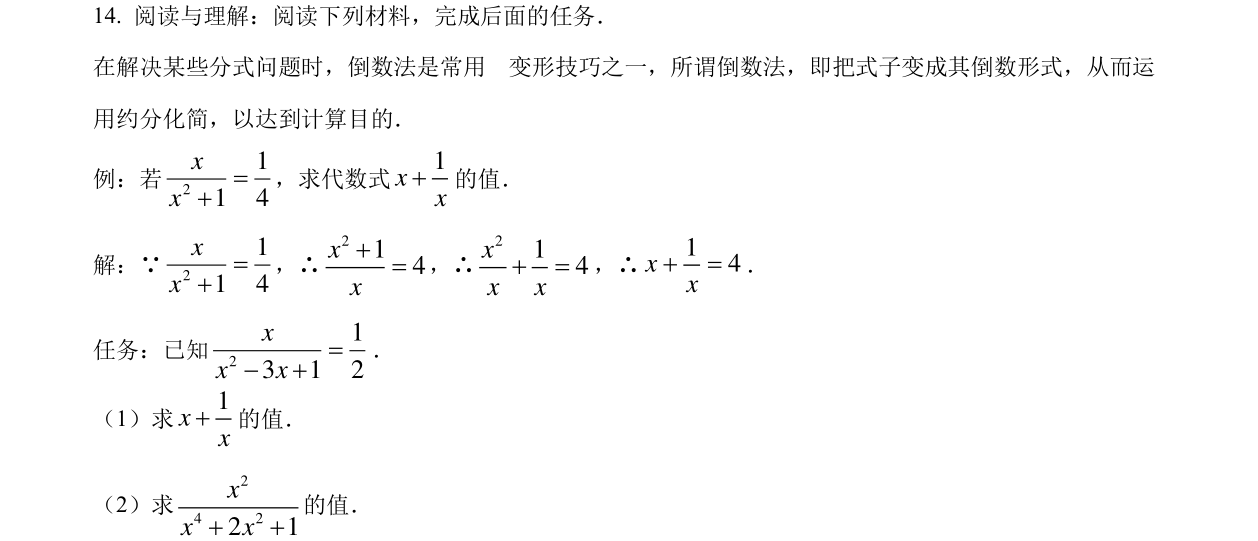 14. 阅读与理解：阅读下列材料，完成后面的任务．
在解决某些分式问题时，倒数法是常用 变形技巧之一，所谓倒数法，即把式子变成其倒数形式，从而运
用约分化简，以达到计算目的．
例：若 x/(x²+1) = 1/4，求代数式 x + 1/x 的值．
解：∵ x/(x²+1) = 1/4，∴ (x²+1)/x = 4，∴ x²/x + 1/x = 4，∴ x + 1/x = 4．
任务：已知 x/(x²−3x+1) = 1/2．
（1）求 x + 1/x 的值．
（2）求 x²/(x⁴+2x²+1) 的值．